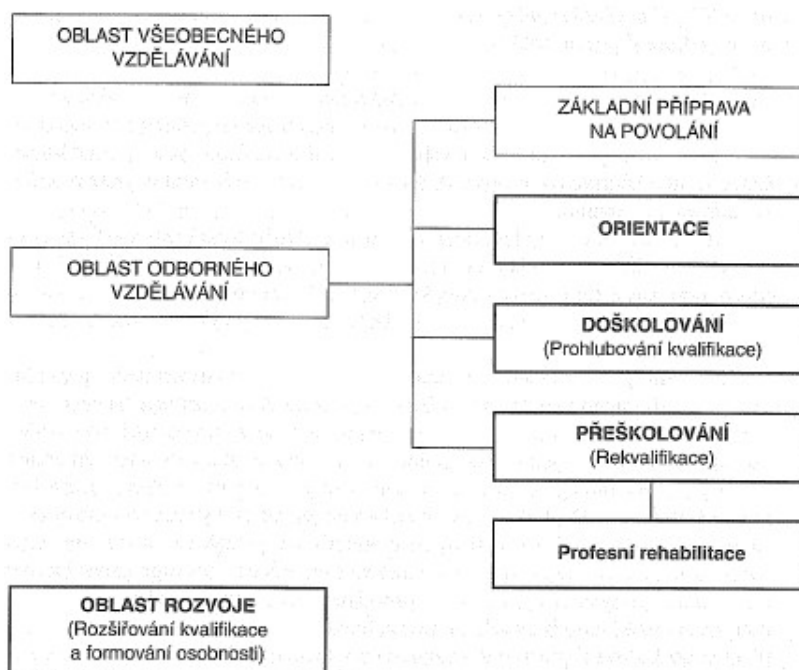 OBLAST VŠEOBECNÉHO
VZDĚLÁVÁNÍ
ZÁKLADNÍ PŘÍPRAVA
NA POVOLÁNÍ
ORIENTACE
OBLAST ODBORNÉHO
VZDĚLÁVÁNÍ
DOŠKOLOVÁNÍ
(Prohlubování kvalifikace)
PŘEŠKOLOVÁNÍ
(Rekvalifikace)
Profesní rehabilitace
OBLAST ROZVOJE
(Rozšiřování kvalifikace
a formování osobnosti)